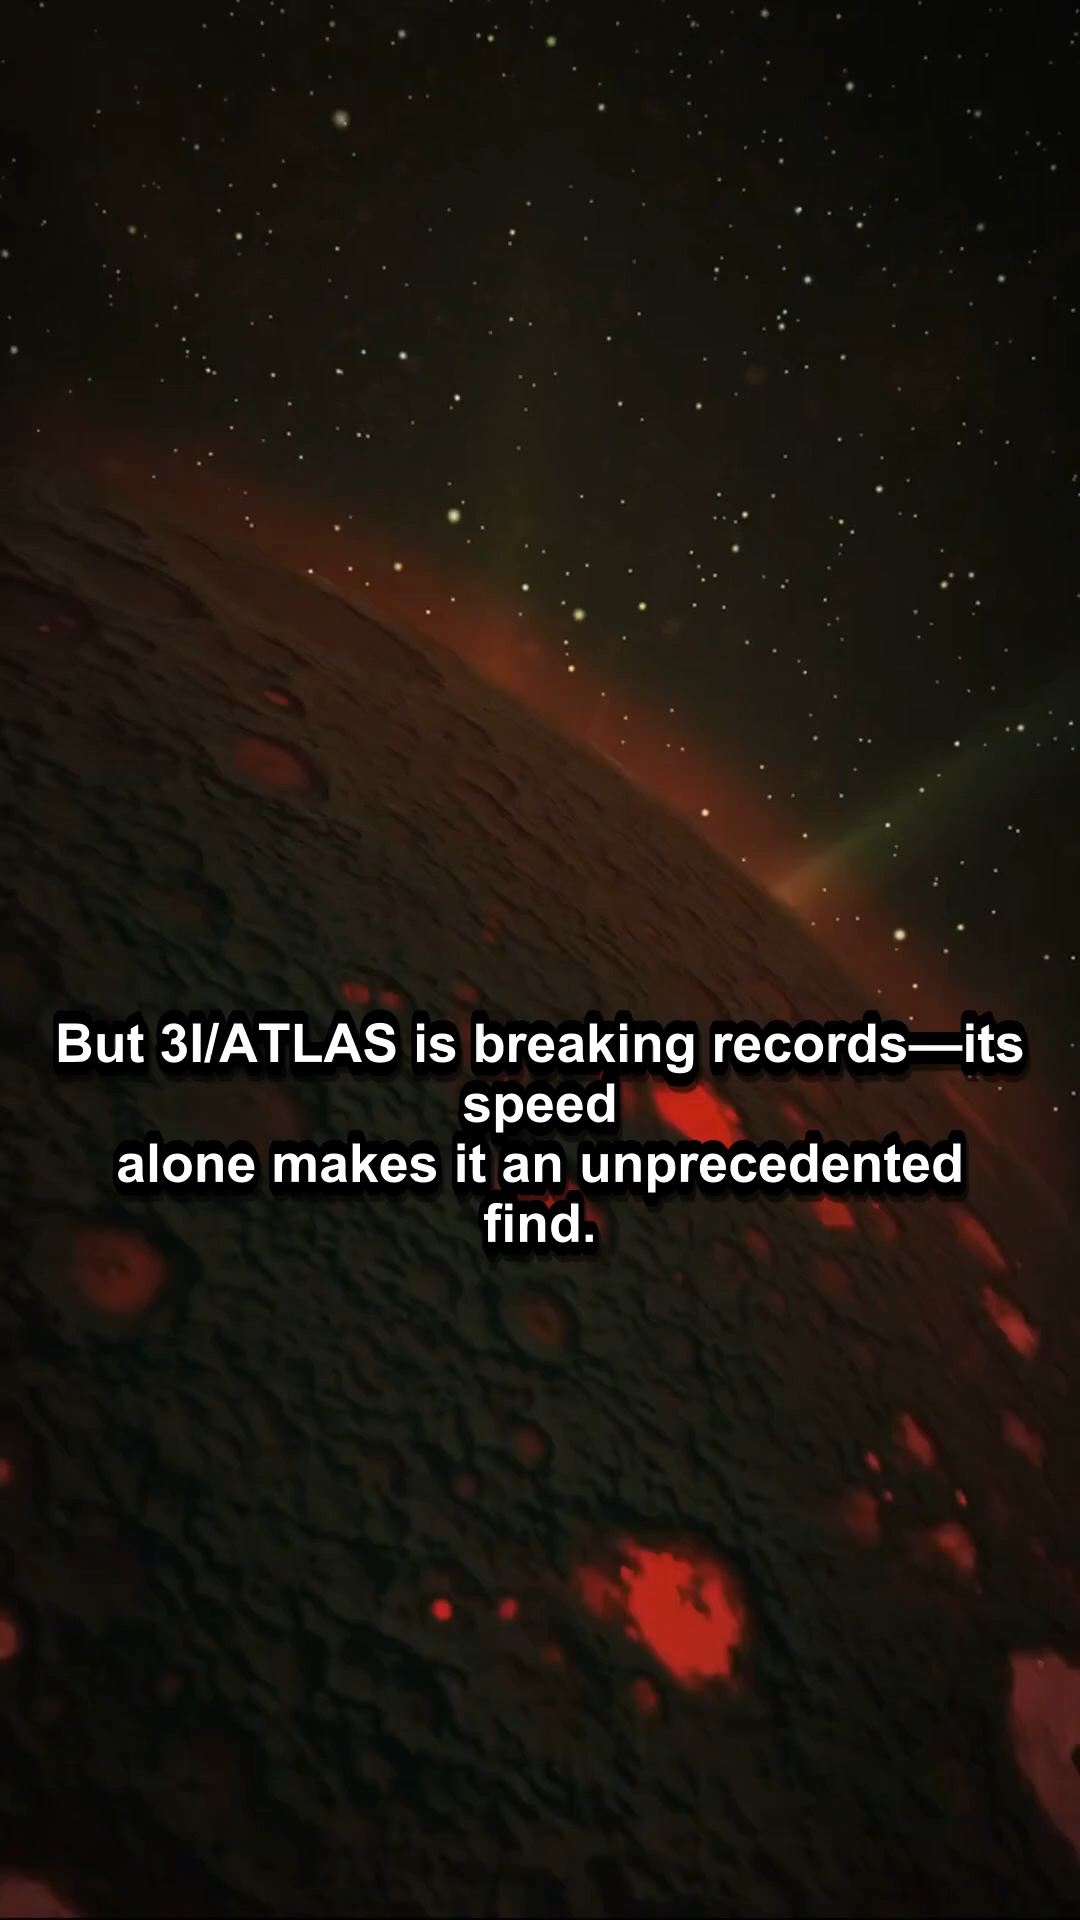 But 3I/ATLAS is breaking records—its
speed
alone makes it an unprecedented
find.